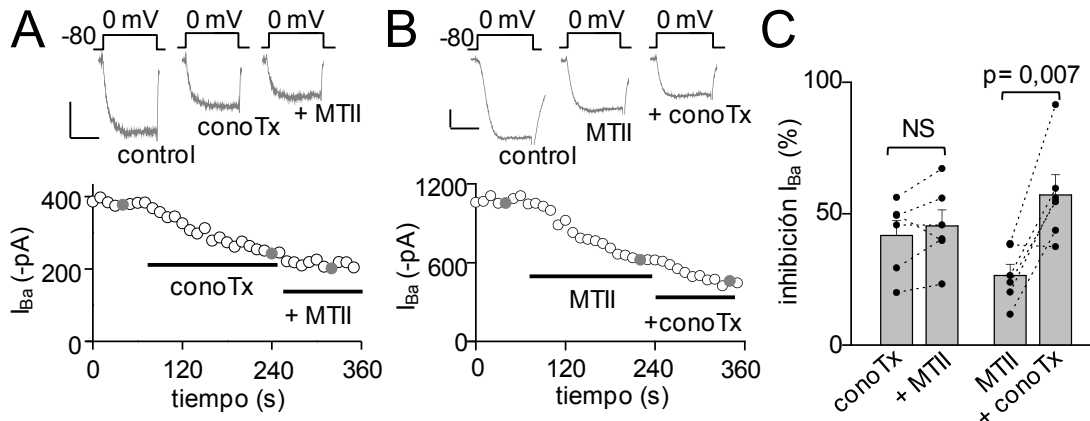 A
0 mV
0 mV
0 mV
-80
conoTx
+ MTII
control
400
200
0
I_Ba (-pA)
conoTx
+ MTII
0
120
240
360
tiempo (s)
B
0 mV
0 mV
0 mV
-80
MTII
+ conoTx
control
1200
600
0
I_Ba (-pA)
MTII
+conoTx
0
120
240
360
tiempo (s)
C
p= 0,007
NS
100
50
0
inhibición I_Ba (%)
conoTx
+ MTII
MTII
+ conoTx